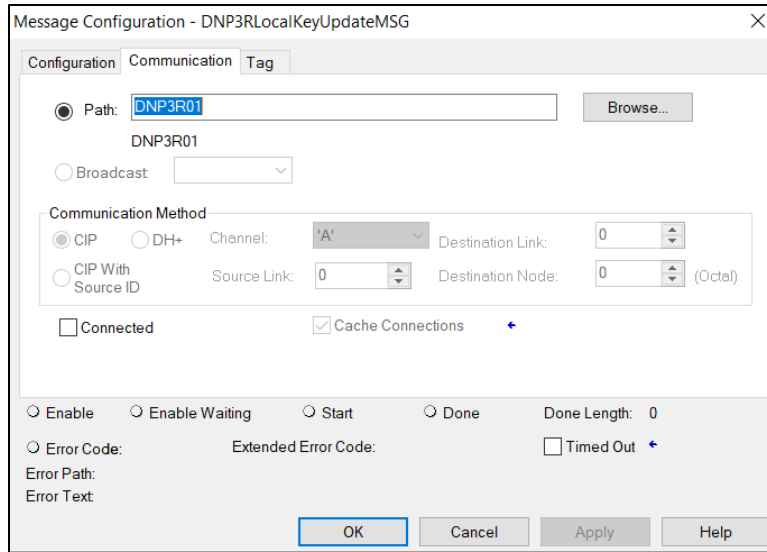 Message Configuration - DNP3RLocalKeyUpdateMSG
Configuration Communication Tag
Path: DNP3R01 Browse...
DNP3R01
Broadcast:
Communication Method
CIP DH+ Channel: 'A' Destination Link: 0
CIP With Source ID Source Link: 0 Destination Node: 0 (Octal)
Connected Cache Connections
Enable Enable Waiting Start Done Done Length: 0
Error Code: Extended Error Code: Timed Out
Error Path:
Error Text:
OK Cancel Apply Help